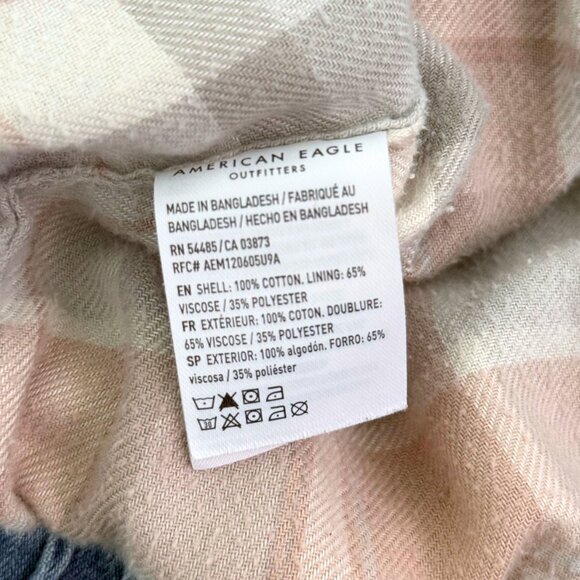 AMERICAN EAGLE
OUTFITTERS
MADE IN BANGLADESH / FABRIQUÉ AU
BANGLADESH / HECHO EN BANGLADESH
RN 54485 / CA 03873
RFC# AEM120605U9A
EN SHELL: 100% COTTON. LINING: 65%
VISCOSE / 35% POLYESTER
FR EXTÉRIEUR: 100% COTON. DOUBLURE:
65% VISCOSE / 35% POLYESTER
SP EXTERIOR: 100% algodón. FORRO: 65%
viscosa / 35% poliéster